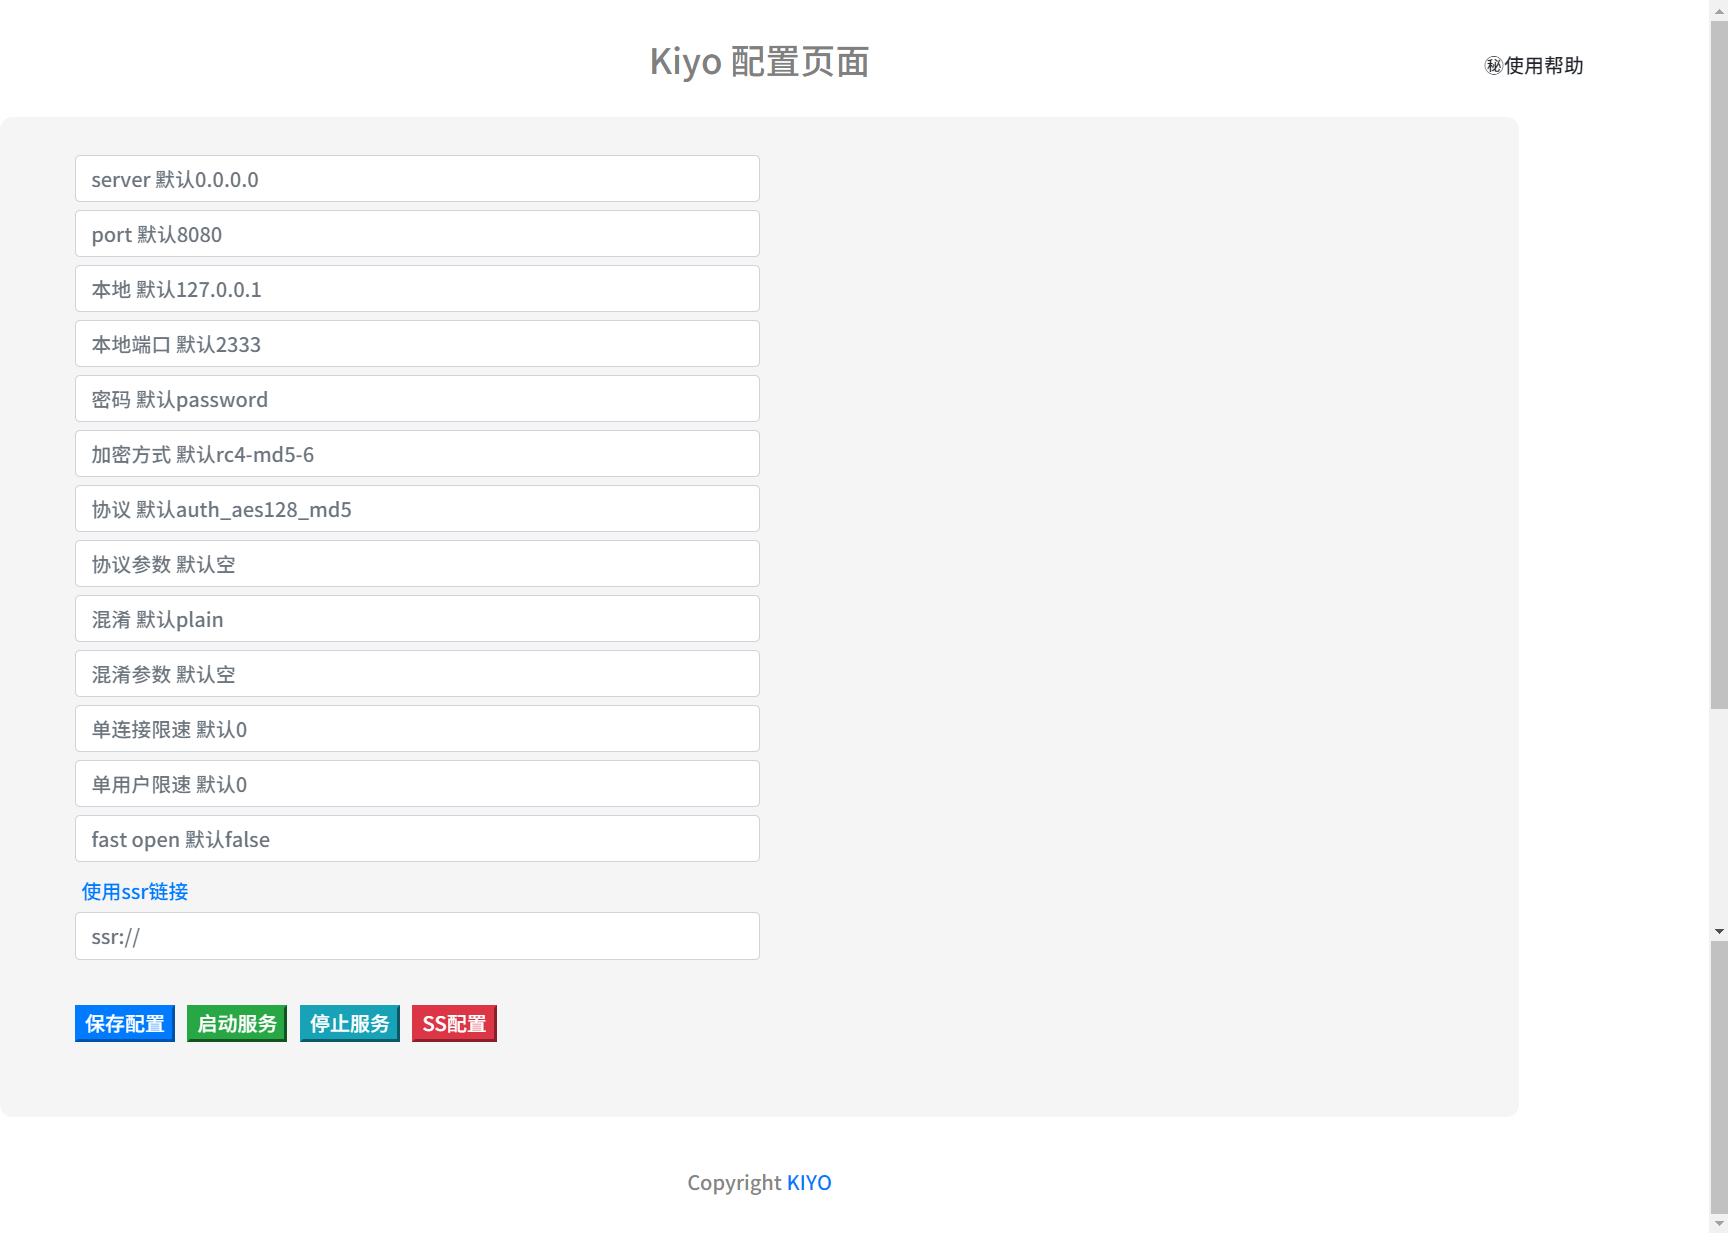 Kiyo 配置页面
㊙使用帮助
server 默认0.0.0.0
port 默认8080
本地 默认127.0.0.1
本地端口 默认2333
密码 默认password
加密方式 默认rc4-md5-6
协议 默认auth_aes128_md5
协议参数 默认空
混淆 默认plain
混淆参数 默认空
单连接限速 默认0
单用户限速 默认0
fast open 默认false
使用ssr链接
ssr://
保存配置 启动服务 停止服务 SS配置
Copyright KIYO